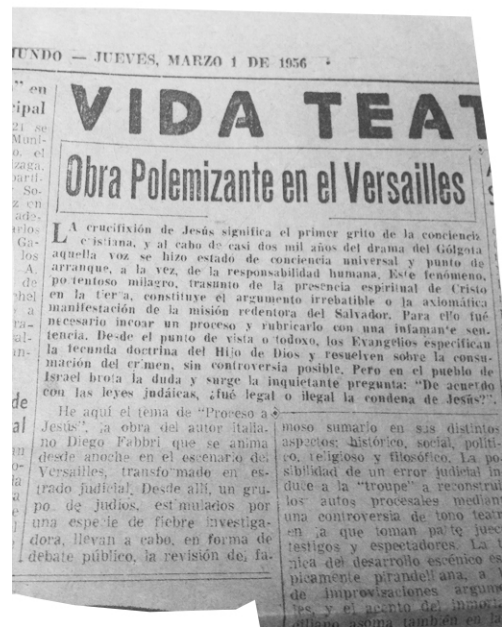 MUNDO — JUEVES, MARZO 1 DE 1956
VIDA TEAT
Obra Polemizante en el Versailles
LA crucifixión de Jesús significa el primer grito de la conciencia
cristiana, y al cabo de casi dos mil años del drama del Gólgota
aquella voz se hizo estado de conciencia universal y punto de
arranque, a la vez, de la responsabilidad humana. Este fenómeno,
portentoso milagro, trasunto de la presencia espiritual de Cristo
en la tierra, constituye el argumento irrebatible o la axiomática
manifestación de la misión redentora del Salvador. Para ello fué
necesario incoar un proceso y rubricarlo con una infamante sen-
tencia. Desde el punto de vista ortodoxo, los Evangelios especifican
la fecunda doctrina del Hijo de Dios y resuelven sobre la consu-
mación del crimen, sin controversia posible. Pero en el pueblo de
Israel brota la duda y surge la inquietante pregunta: "De acuerdo
con las leyes judáicas, ¿fué legal o ilegal la condena de Jesús?".
He aquí el tema de "Proceso a
Jesús", la obra del autor italia-
no Diego Fabbri que se anima
desde anoche en el escenario del
Versailles, transformado en es-
trado judicial. Desde allí, un gru-
po de judíos, estimulados por
una especie de fiebre investiga-
dora, llevan a cabo, en forma de
debate público, la revisión de, fa-
moso sumario en sus distintos
aspectos; histórico, social, políti-
co, religioso y filosófico. La po-
sibilidad de un error judicial in-
duce a la "troupe" a reconstrui
los autos procesales median
una controversia de tono teatr
en la que toman parte juec
testigos y espectadores. La
nica del desarrollo escénico es
picamente pirandelliana, a
de improvisaciones argum
tes, y el acento del inmort
asoma también en